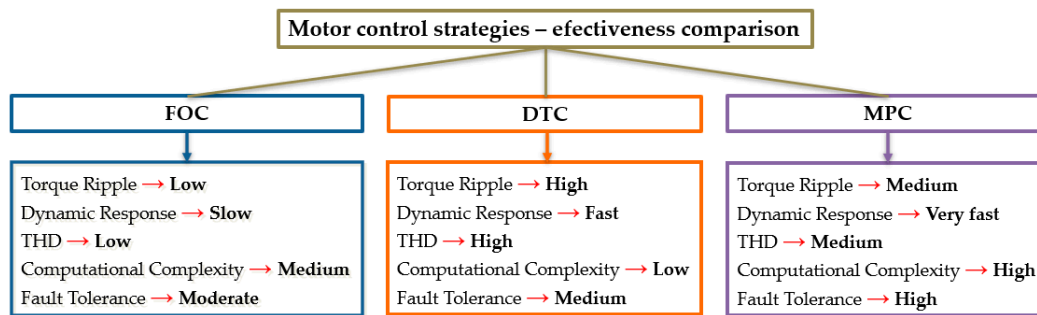 Motor control strategies – efectiveness comparison
FOC
DTC
MPC
Torque Ripple → Low
Dynamic Response → Slow
THD → Low
Computational Complexity → Medium
Fault Tolerance → Moderate
Torque Ripple → High
Dynamic Response → Fast
THD → High
Computational Complexity → Low
Fault Tolerance → Medium
Torque Ripple → Medium
Dynamic Response → Very fast
THD → Medium
Computational Complexity → High
Fault Tolerance → High